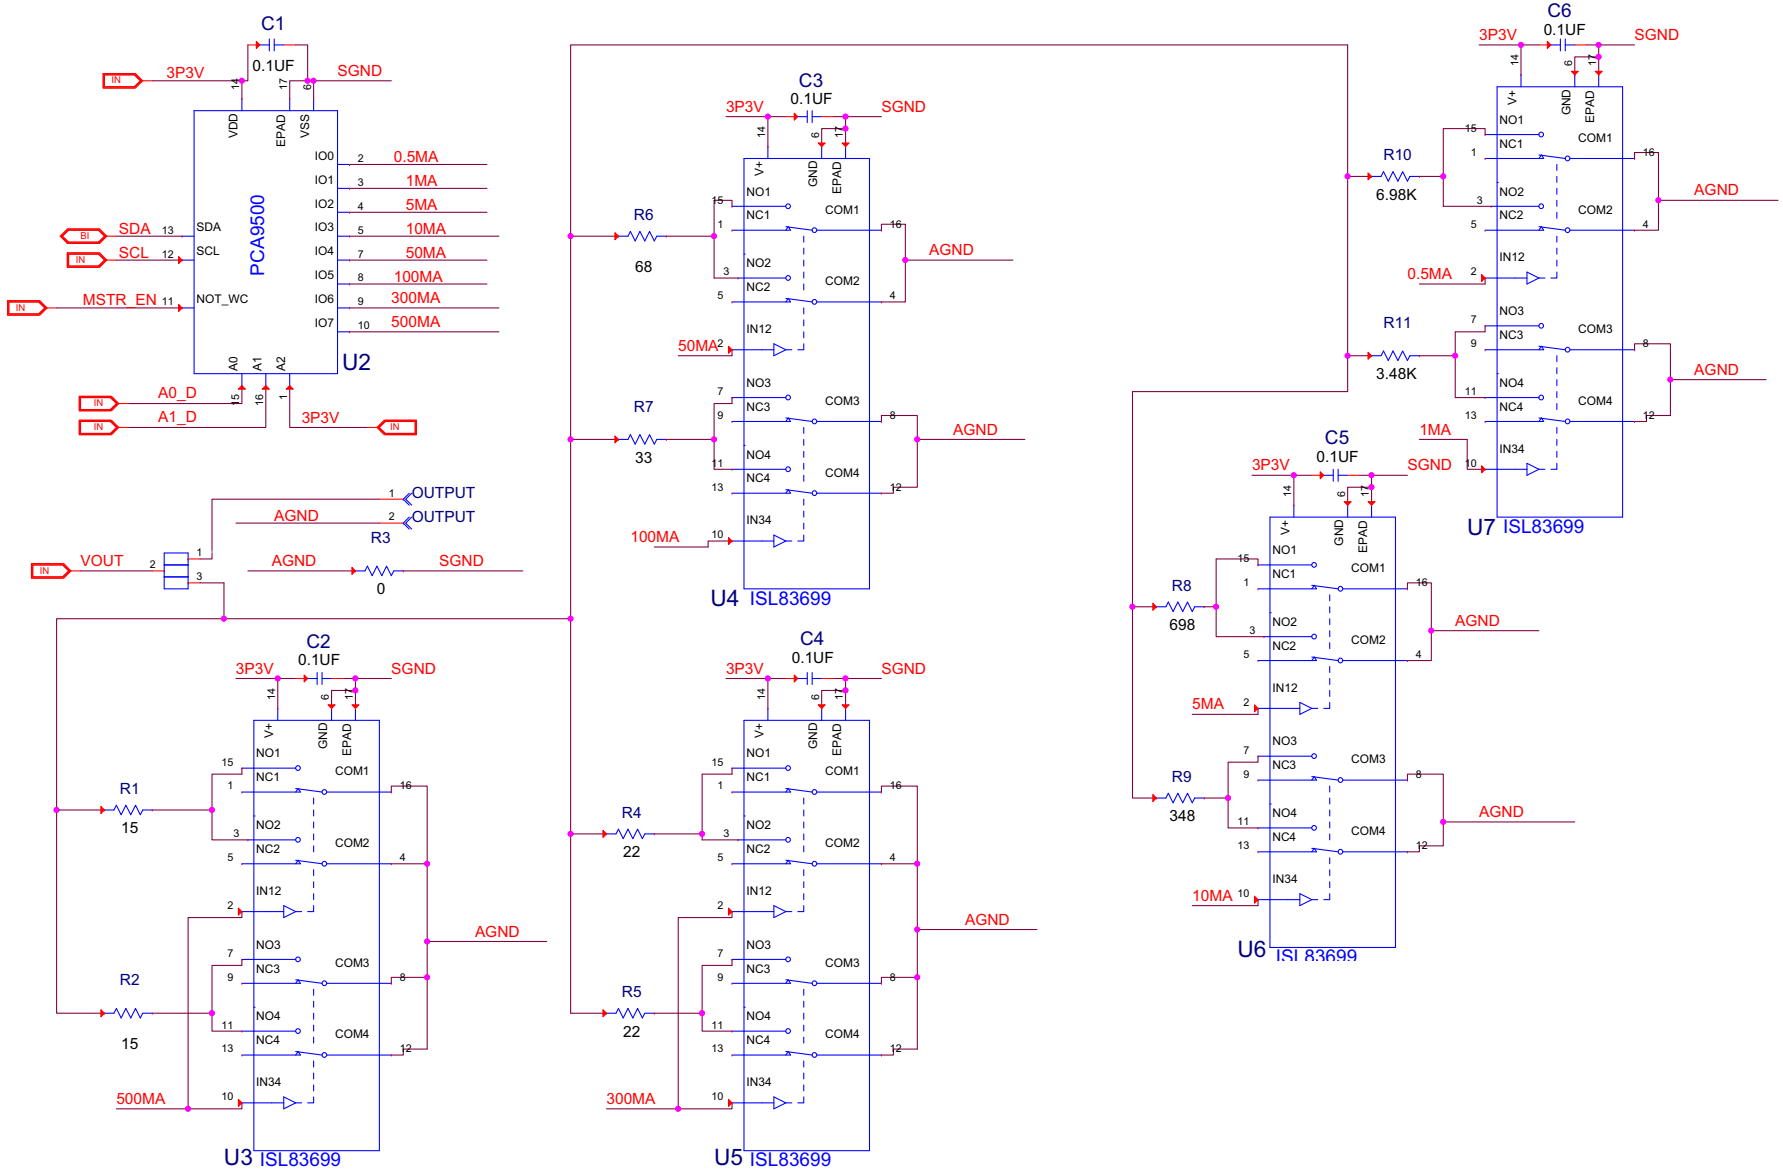 C1
0.1UF
IN 3P3V 14 17 6 SGND
VDD EPAD VSS
IO0 2 0.5MA
IO1 3 1MA
IO2 4 5MA
IO3 5 10MA
IO4 7 50MA
IO5 8 100MA
IO6 9 300MA
IO7 10 500MA
BI SDA 13 SDA
IN SCL 12 SCL
IN MSTR_EN 11 NOT_WC
PCA9500
A0 A1 A2
U2
15 16 1
IN A0_D
IN A1_D
3P3V IN
1 OUTPUT
AGND 2 OUTPUT
R3
AGND SGND
0
IN VOUT 2
1
3
C3
0.1UF
3P3V SGND
14 6 17
V+ GND EPAD
15 NO1
1 NC1
COM1 16
3 NO2
5 NC2
COM2 4
R6
68
AGND
IN12
50MA 2
7 NO3
9 NC3
COM3 8
R7
33
AGND
11 NO4
13 NC4
COM4 12
IN34
100MA 10
U4 ISL83699
C6
0.1UF
3P3V SGND
14 6 17
V+ GND EPAD
15 NO1
1 NC1
COM1 16
3 NO2
5 NC2
COM2 4
R10
6.98K
AGND
IN12
0.5MA 2
7 NO3
9 NC3
COM3 8
R11
3.48K
AGND
11 NO4
13 NC4
COM4 12
1MA
IN34
10
U7 ISL83699
C5
0.1UF
3P3V SGND
14 6 17
V+ GND EPAD
15 NO1
1 NC1
COM1 16
3 NO2
5 NC2
COM2 4
R8
698
AGND
IN12
5MA 2
7 NO3
9 NC3
COM3 8
R9
348
AGND
11 NO4
13 NC4
COM4 12
IN34
10MA 10
U6 ISL83699
C2
0.1UF
3P3V SGND
14 6 17
V+ GND EPAD
15 NO1
1 NC1
COM1 16
R1
15
3 NO2
5 NC2
COM2 4
IN12
2
AGND
7 NO3
9 NC3
COM3 8
R2
15
11 NO4
13 NC4
COM4 12
IN34
500MA 10
U3 ISL83699
C4
0.1UF
3P3V SGND
14 6 17
V+ GND EPAD
15 NO1
1 NC1
COM1 16
R4
22
3 NO2
5 NC2
COM2 4
IN12
2
AGND
7 NO3
9 NC3
COM3 8
R5
22
11 NO4
13 NC4
COM4 12
IN34
300MA 10
U5 ISL83699